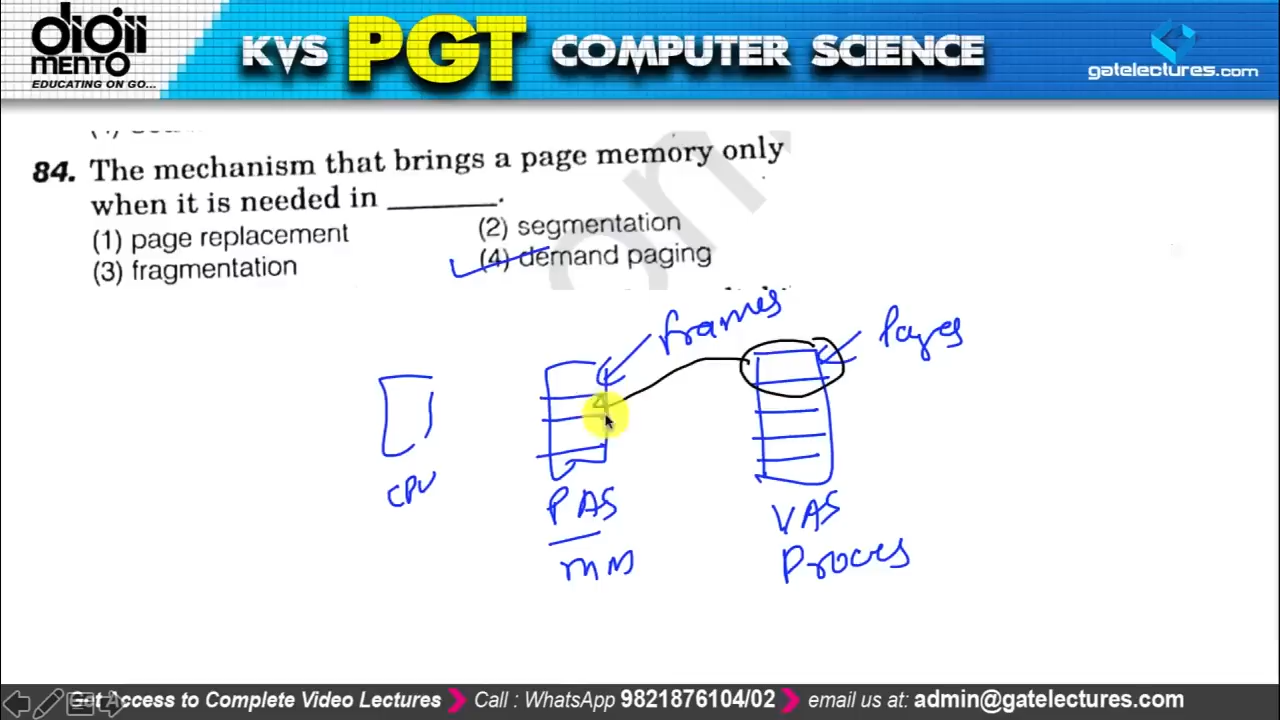 digii
MENTO
EDUCATING ON GO...
KVS PGT COMPUTER SCIENCE
gatelectures.com
84. The mechanism that brings a page memory only
when it is needed in ________.
(1) page replacement (2) segmentation
(3) fragmentation (4) demand paging
frames
Pages
CPU
PAS
MM
VAS
Proces
Get Access to Complete Video Lectures Call : WhatsApp 9821876104/02 email us at: admin@gatelectures.com